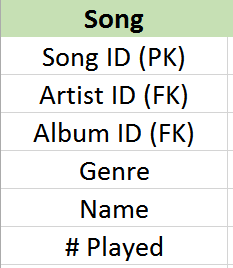 Song
Song ID (PK)
Artist ID (FK)
Album ID (FK)
Genre
Name
# Played